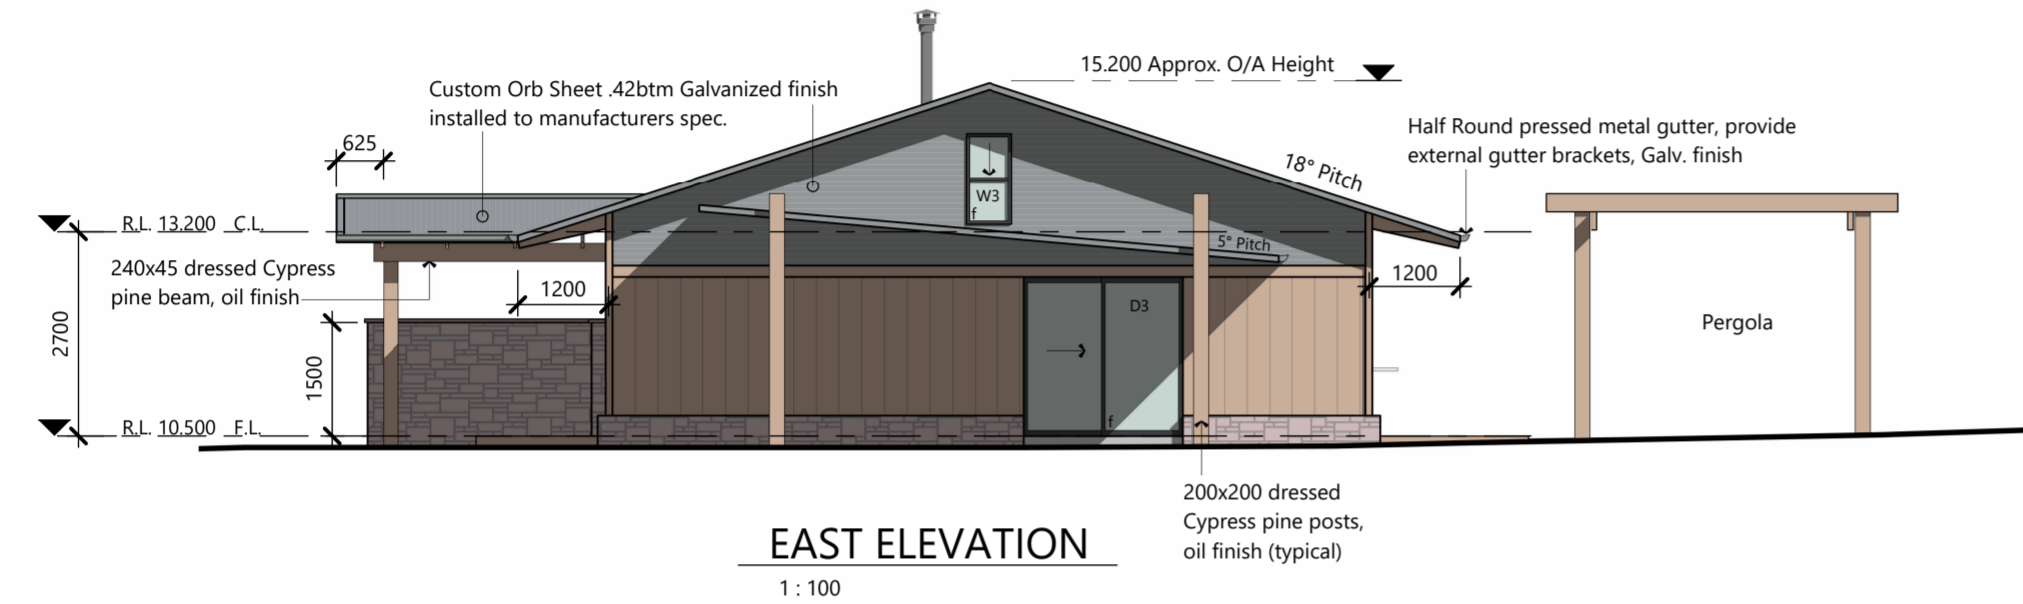 15.200 Approx. O/A Height
Custom Orb Sheet .42btm Galvanized finish
installed to manufacturers spec.
Half Round pressed metal gutter, provide
external gutter brackets, Galv. finish
625
18° Pitch
W3
f
R.L. 13.200 C.L.
5° Pitch
240x45 dressed Cypress
pine beam, oil finish
1200
1200
D3
Pergola
2700
1500
f
R.L. 10.500 F.L.
200x200 dressed
Cypress pine posts,
oil finish (typical)
EAST ELEVATION
1 : 100